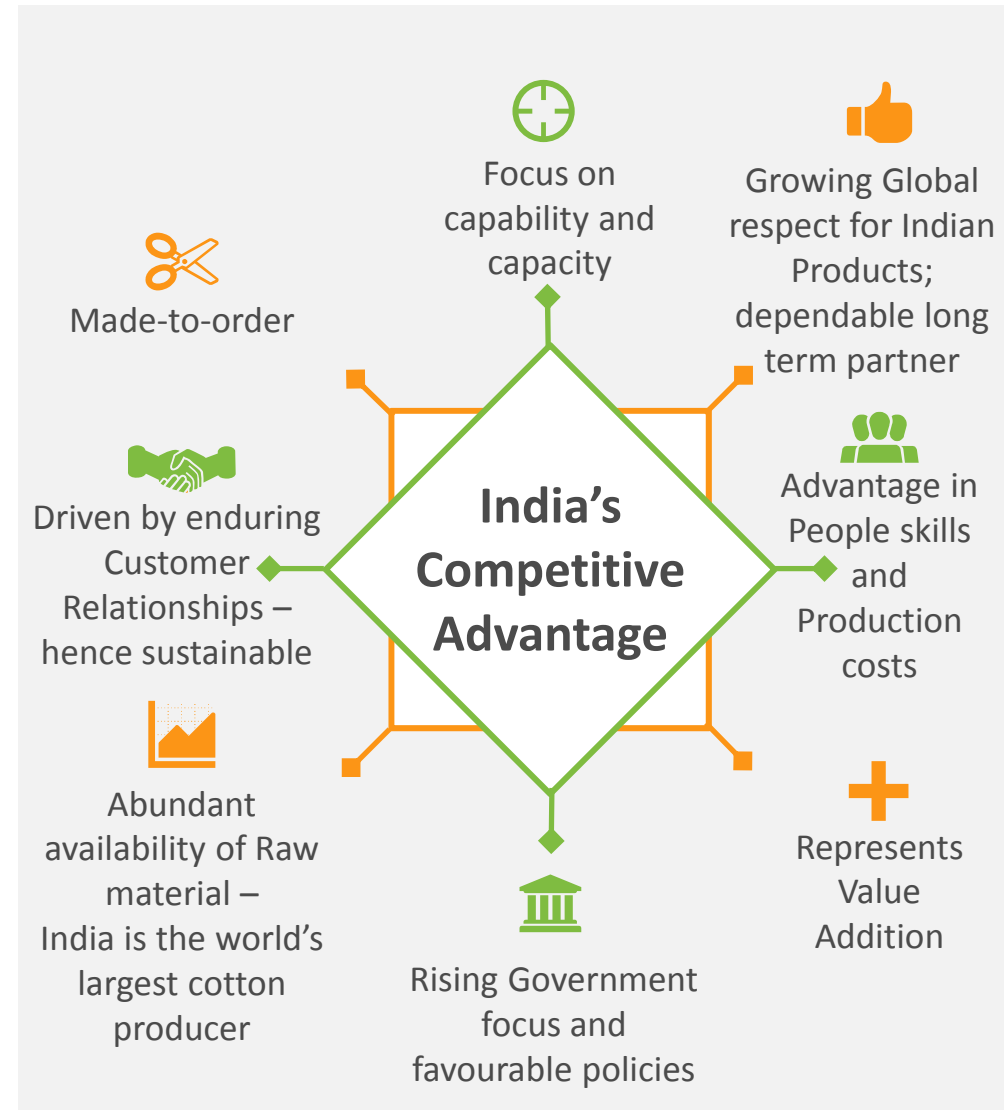 Focus on
capability and
capacity
Growing Global
respect for Indian
Products;
dependable long
term partner
Made-to-order
India’s
Competitive
Advantage
Driven by enduring
Customer
Relationships –
hence sustainable
Advantage in
People skills
and
Production
costs
Abundant
availability of Raw
material –
India is the world’s
largest cotton
producer
Rising Government
focus and
favourable policies
Represents
Value
Addition